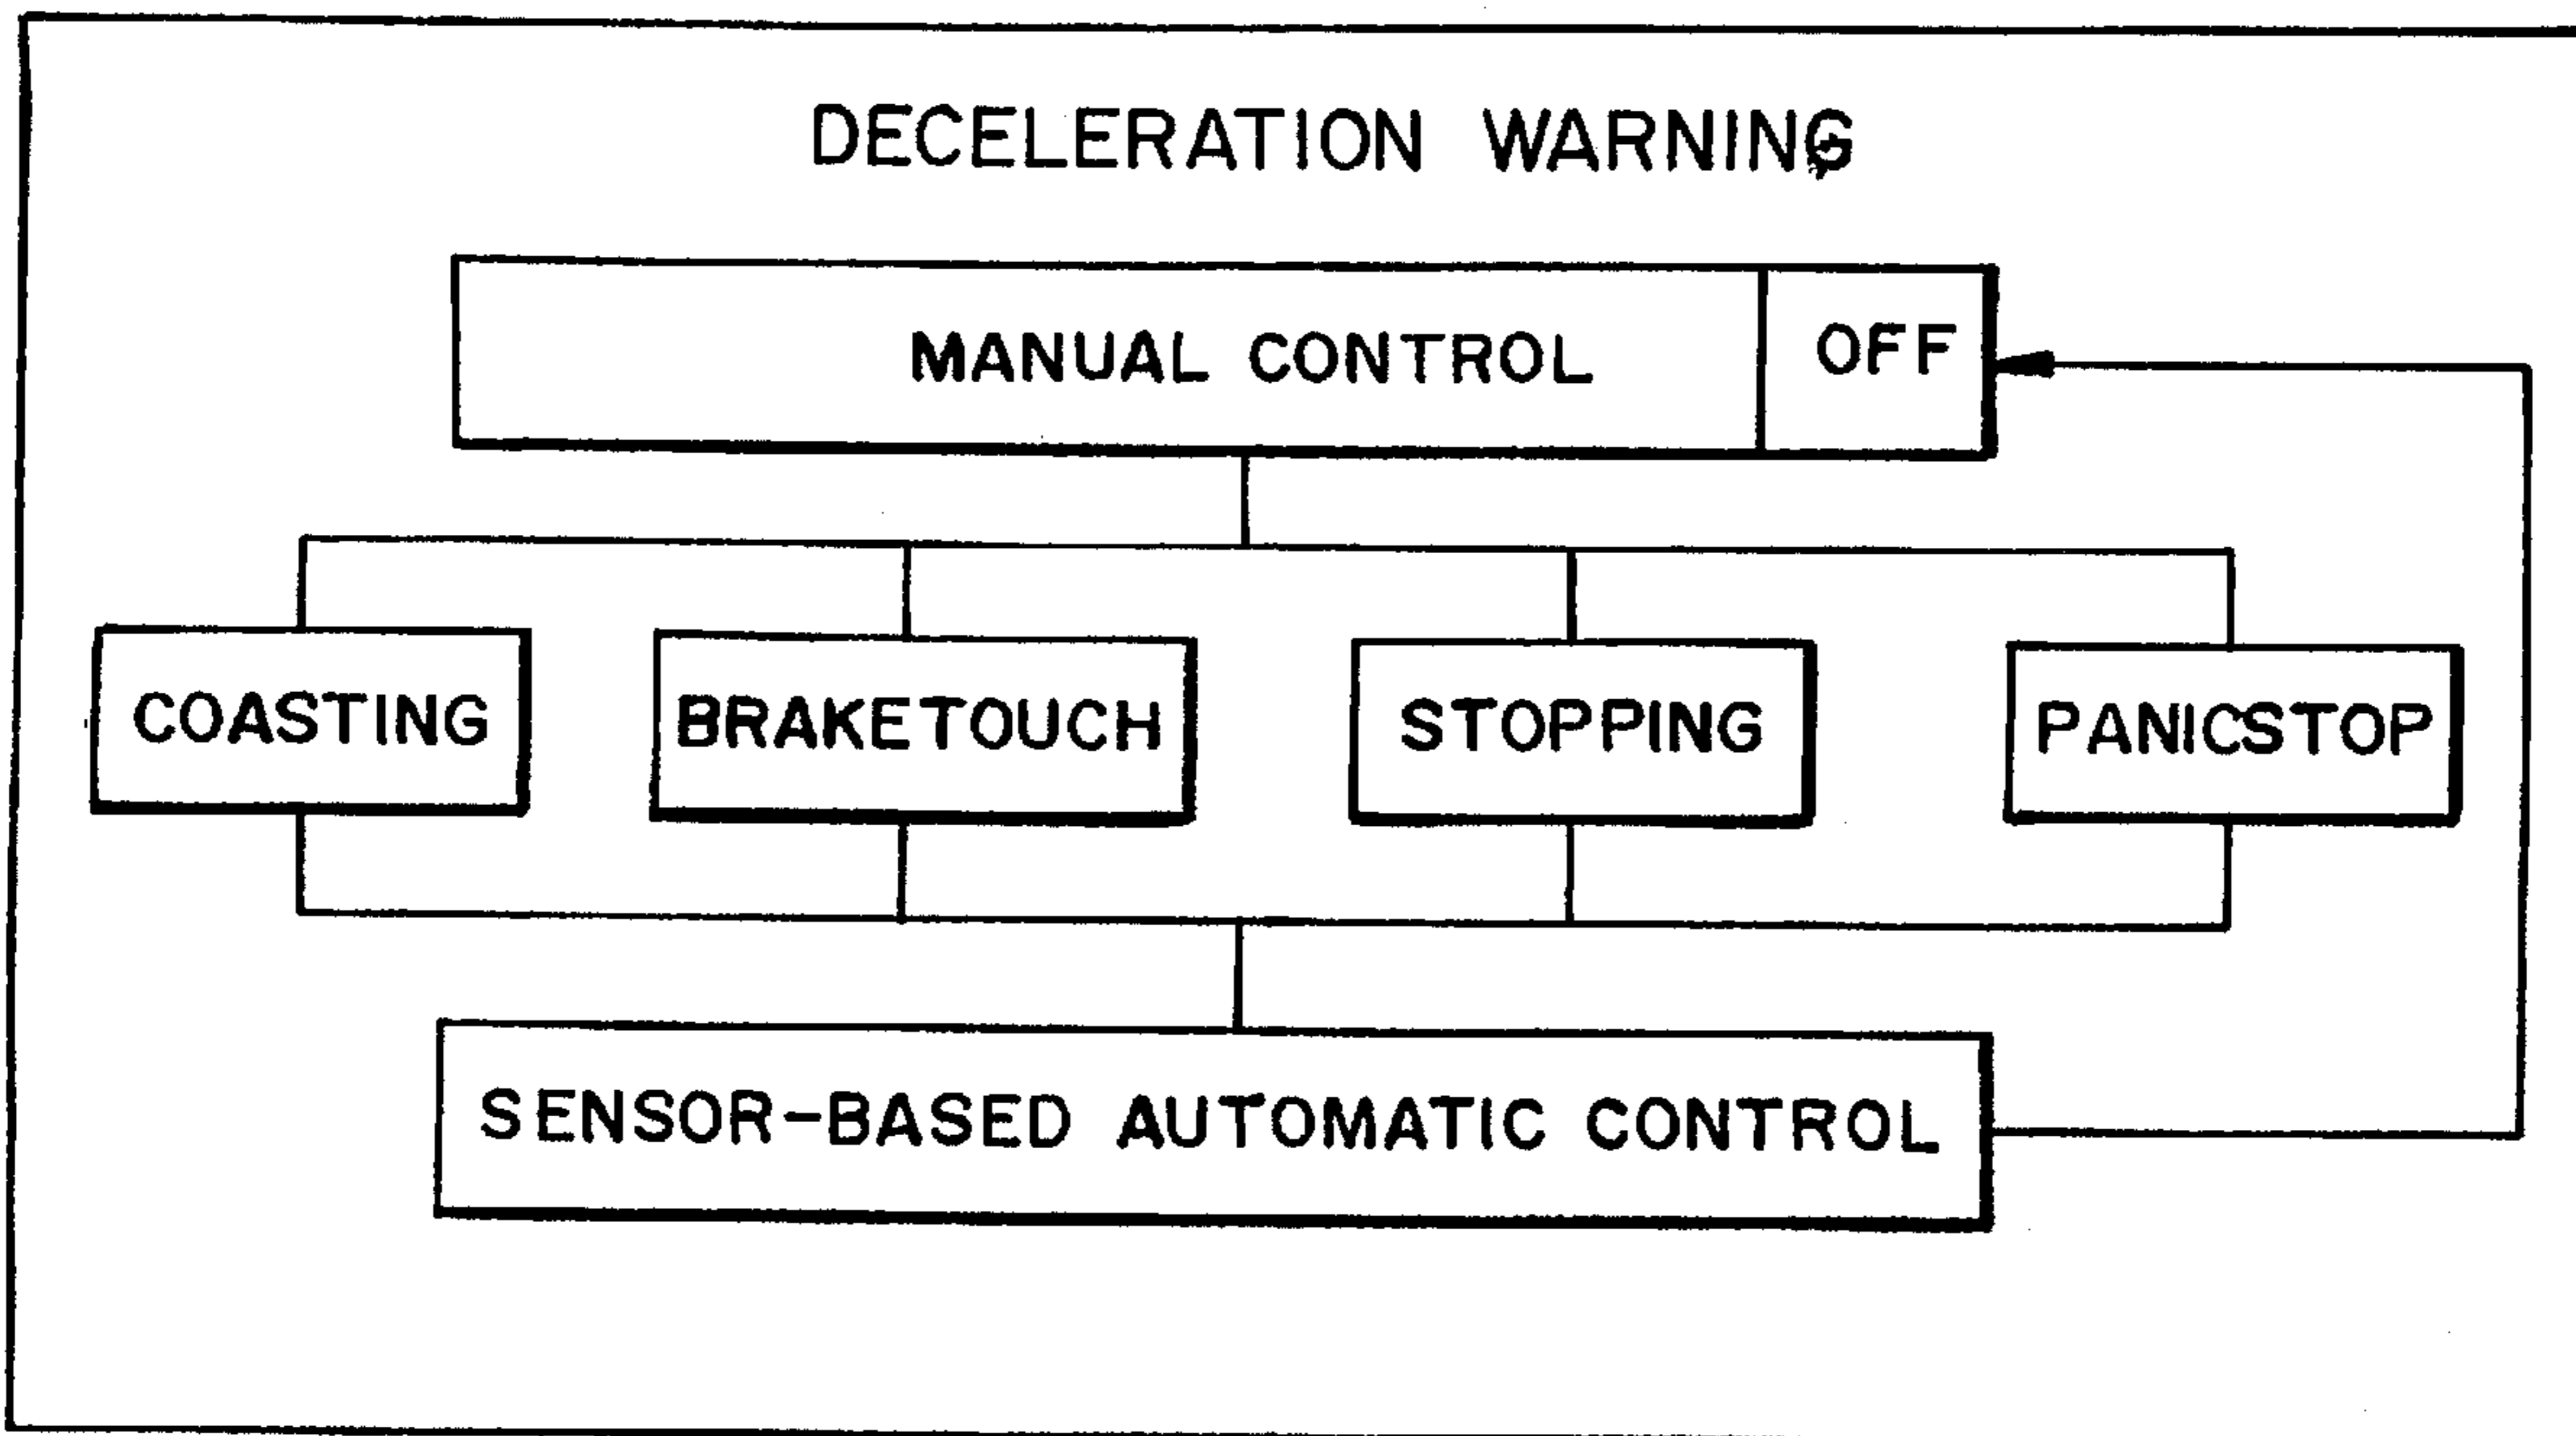 DECELERATION WARNING
MANUAL CONTROL OFF
COASTING BRAKETOUCH STOPPING PANICSTOP
SENSOR-BASED AUTOMATIC CONTROL